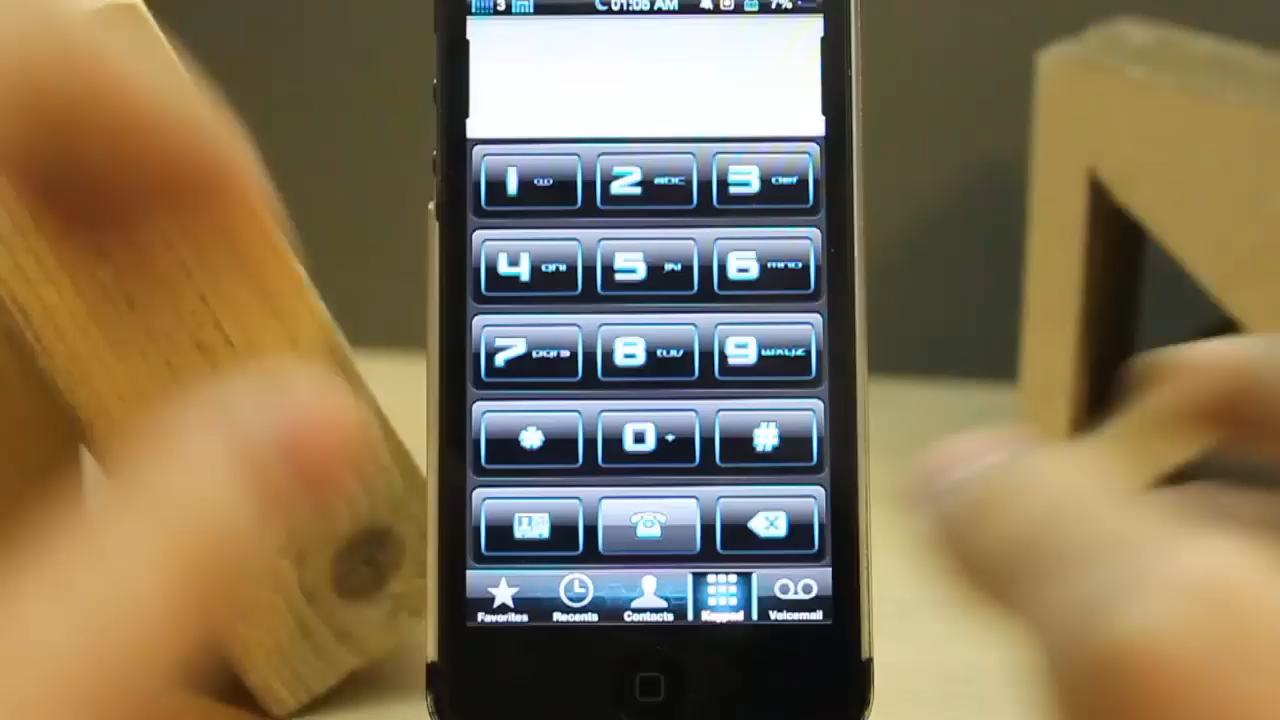 3 01:05 AM 7%
1 2 abc 3 def
4 ghi 5 jkl 6 mno
7 pqrs 8 tuv 9 wxyz
* 0 + #
Favorites Recents Contacts Keypad Voicemail